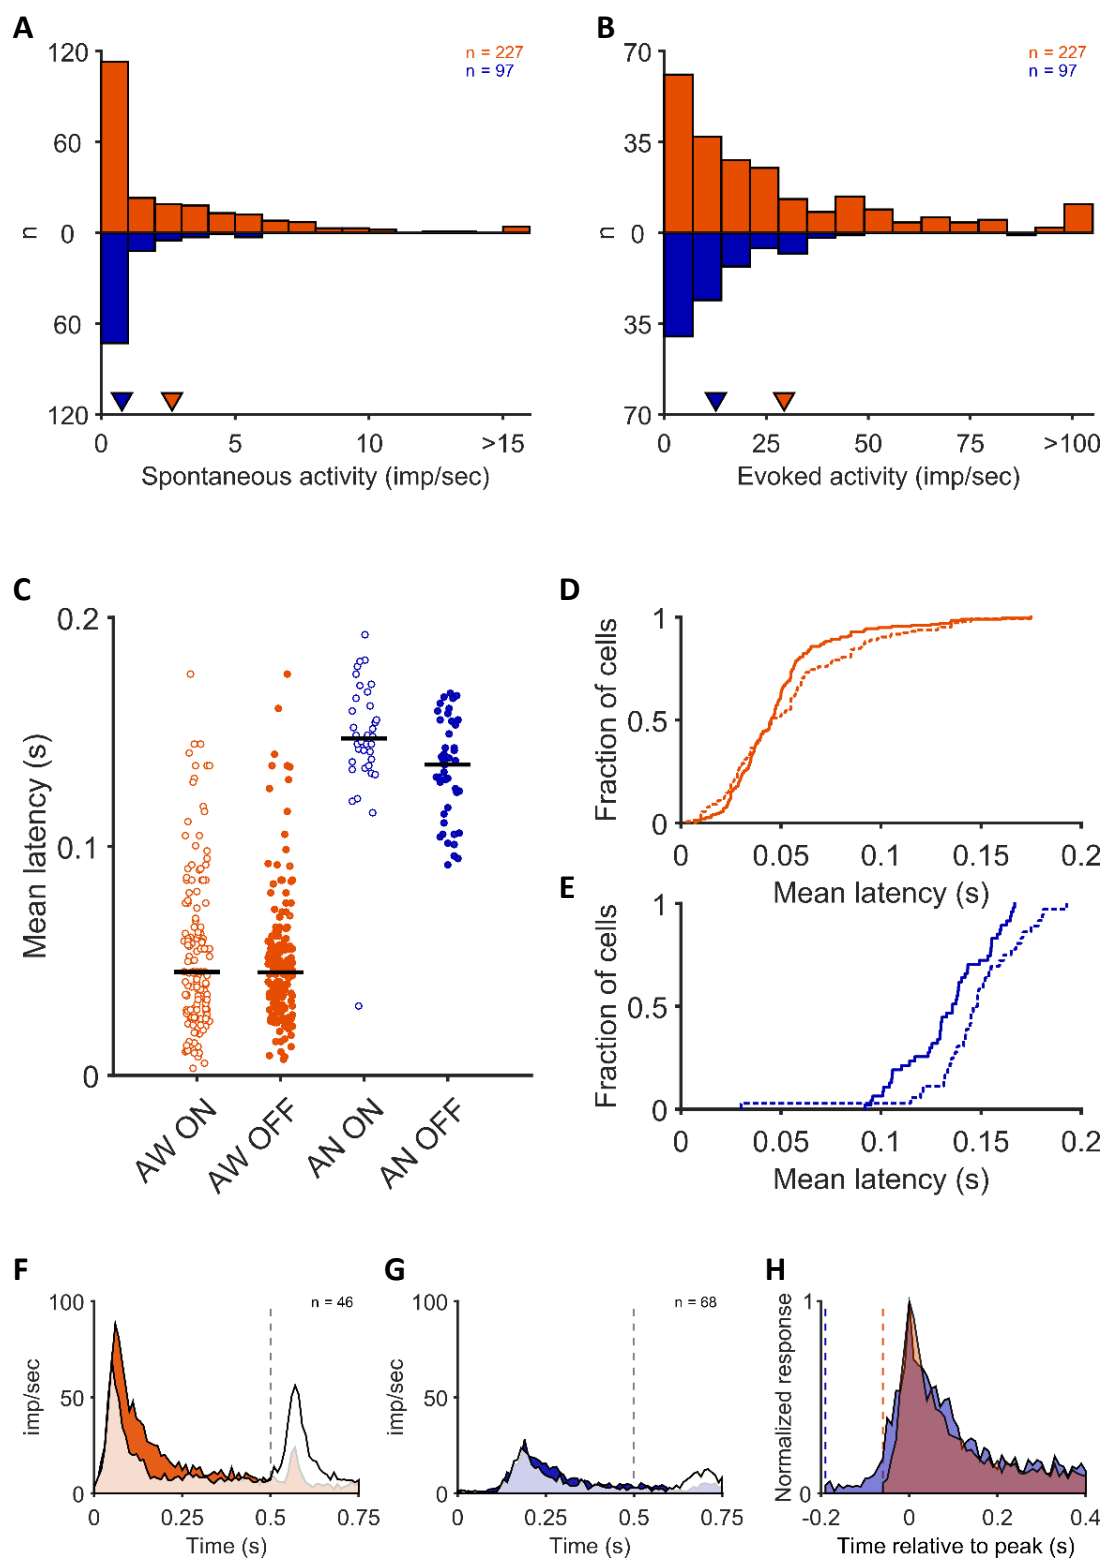 A
120
60
0
60
120
n
n = 227
n = 97
0 5 10 >15
Spontaneous activity (imp/sec)
B
70
35
0
35
70
n
n = 227
n = 97
0 25 50 75 >100
Evoked activity (imp/sec)
C
0.2
0.1
0
Mean latency (s)
AW ON
AW OFF
AN ON
AN OFF
D
1
0.5
0
Fraction of cells
0 0.05 0.1 0.15 0.2
Mean latency (s)
E
1
0.5
0
Fraction of cells
0 0.05 0.1 0.15 0.2
Mean latency (s)
F
100
50
0
imp/sec
n = 46
0 0.25 0.5 0.75
Time (s)
G
100
50
0
imp/sec
n = 68
0 0.25 0.5 0.75
Time (s)
H
1
0.5
0
Normalized response
-0.2 0 0.2 0.4
Time relative to peak (s)